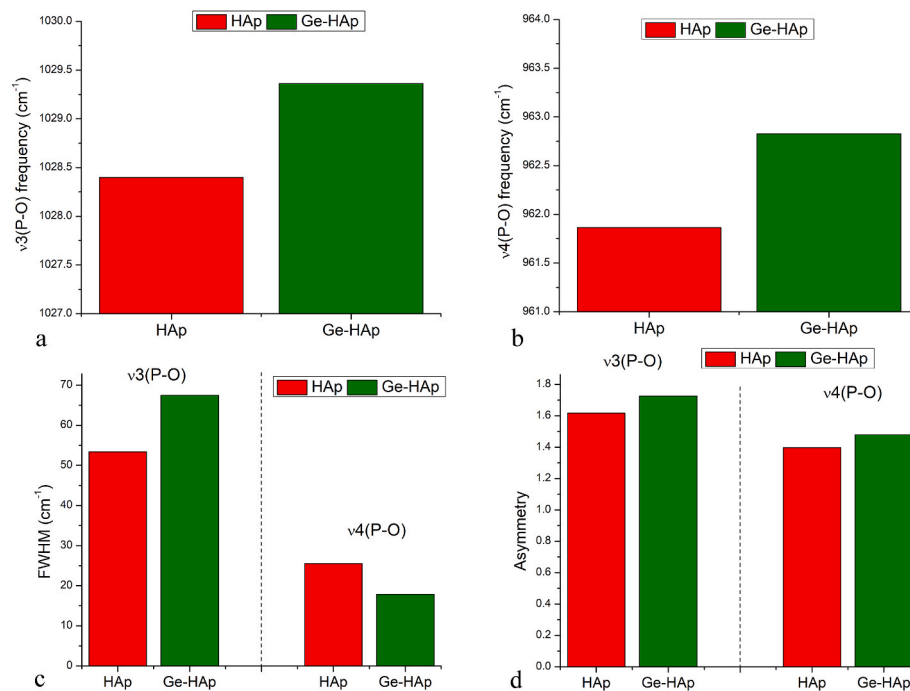 HAp Ge-HAp
ν3(P-O) frequency (cm⁻¹)
1030.0
1029.5
1029.0
1028.5
1028.0
1027.5
1027.0
HAp Ge-HAp
a
HAp Ge-HAp
ν4(P-O) frequency (cm⁻¹)
964.0
963.5
963.0
962.5
962.0
961.5
961.0
HAp Ge-HAp
b
ν3(P-O)
HAp Ge-HAp
ν4(P-O)
FWHM (cm⁻¹)
70
60
50
40
30
20
10
0
HAp Ge-HAp HAp Ge-HAp
c
HAp Ge-HAp
ν3(P-O)
ν4(P-O)
Asymmetry
1.8
1.6
1.4
1.2
1.0
0.8
0.6
0.4
0.2
0.0
HAp Ge-HAp HAp Ge-HAp
d